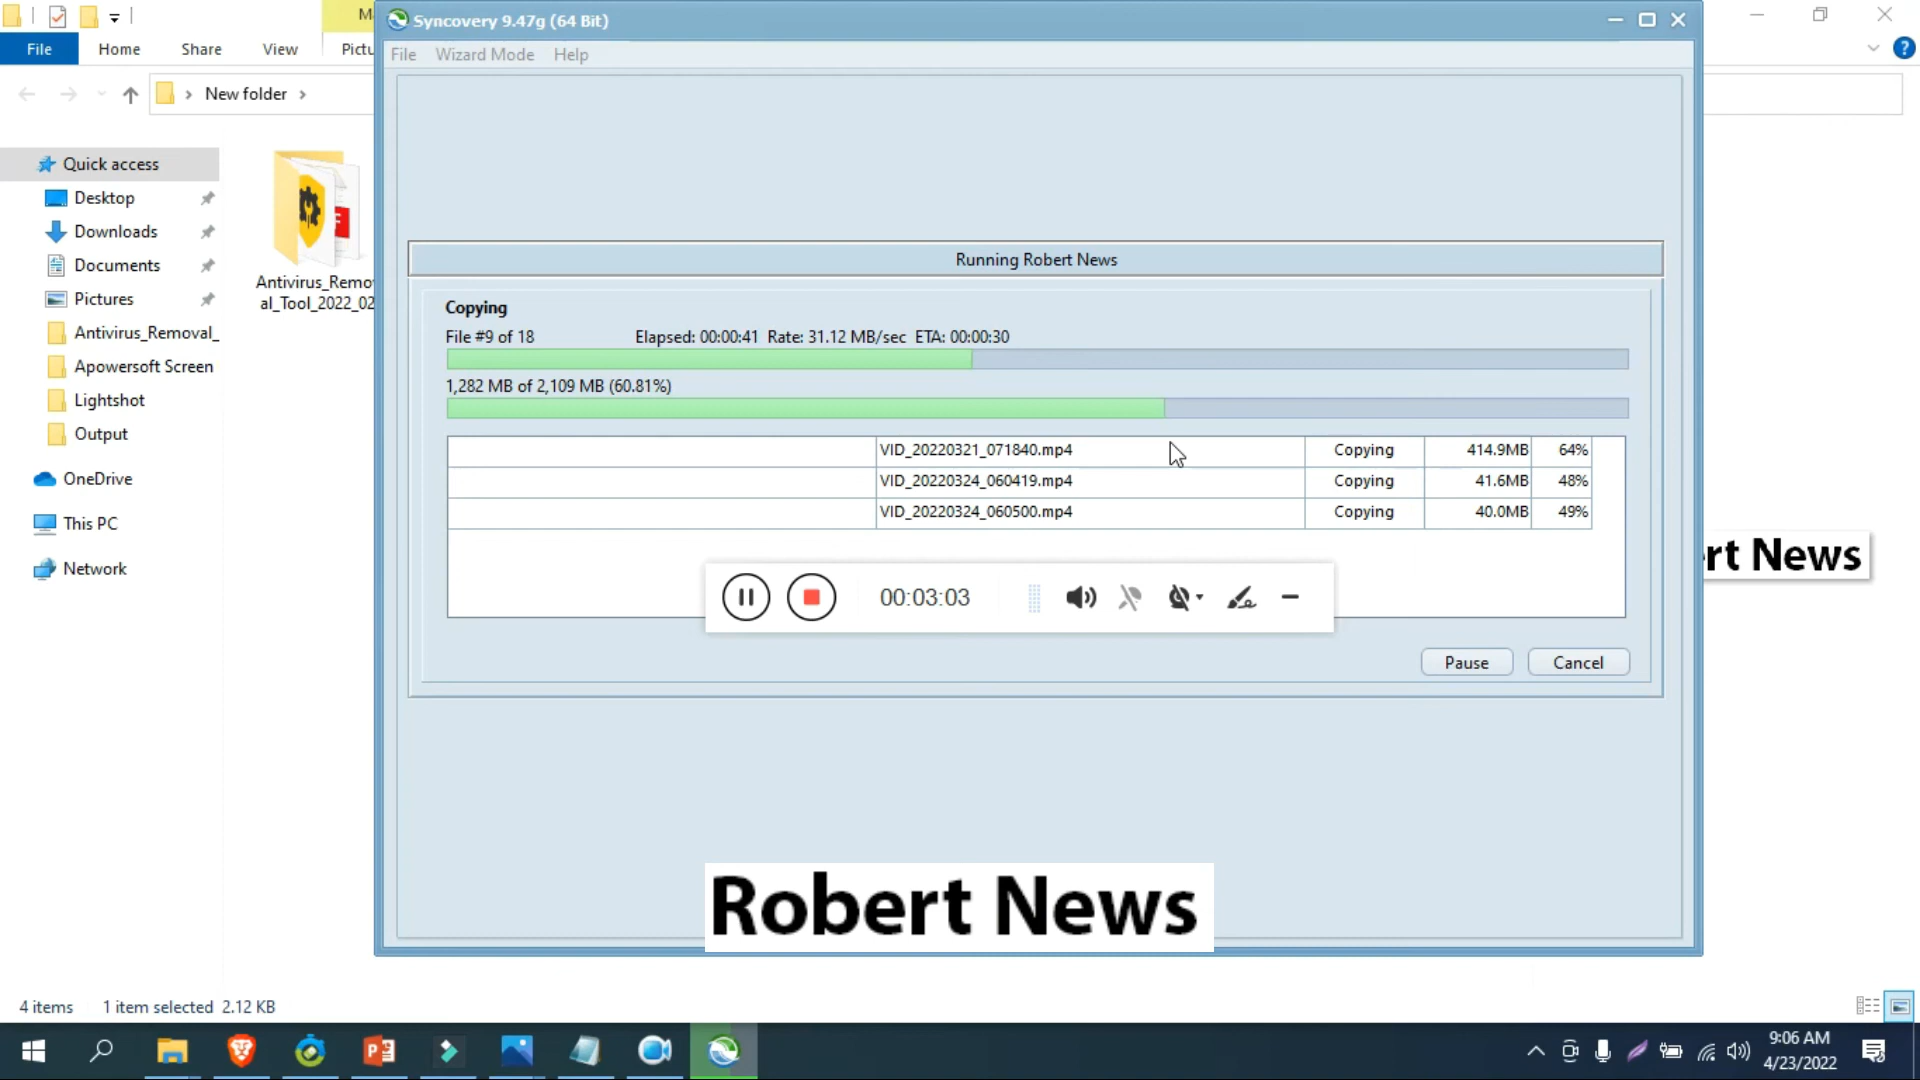 Syncovery 9.47g (64 Bit)
File Home Share View
File Wizard Mode Help
New folder
Quick access
Desktop
Downloads
Documents
Pictures
Antivirus_Removal_
Apowersoft Screen
Lightshot
Output
OneDrive
This PC
Network
Antivirus_Remo
al_Tool_2022_02
Running Robert News
Copying
File #9 of 18 Elapsed: 00:00:41 Rate: 31.12 MB/sec ETA: 00:00:30
1,282 MB of 2,109 MB (60.81%)
VID_20220321_071840.mp4 Copying 414.9MB 64%
VID_20220324_060419.mp4 Copying 41.6MB 48%
VID_20220324_060500.mp4 Copying 40.0MB 49%
00:03:03
Pause Cancel
rt News
Robert News
4 items 1 item selected 2.12 KB
9:06 AM
4/23/2022